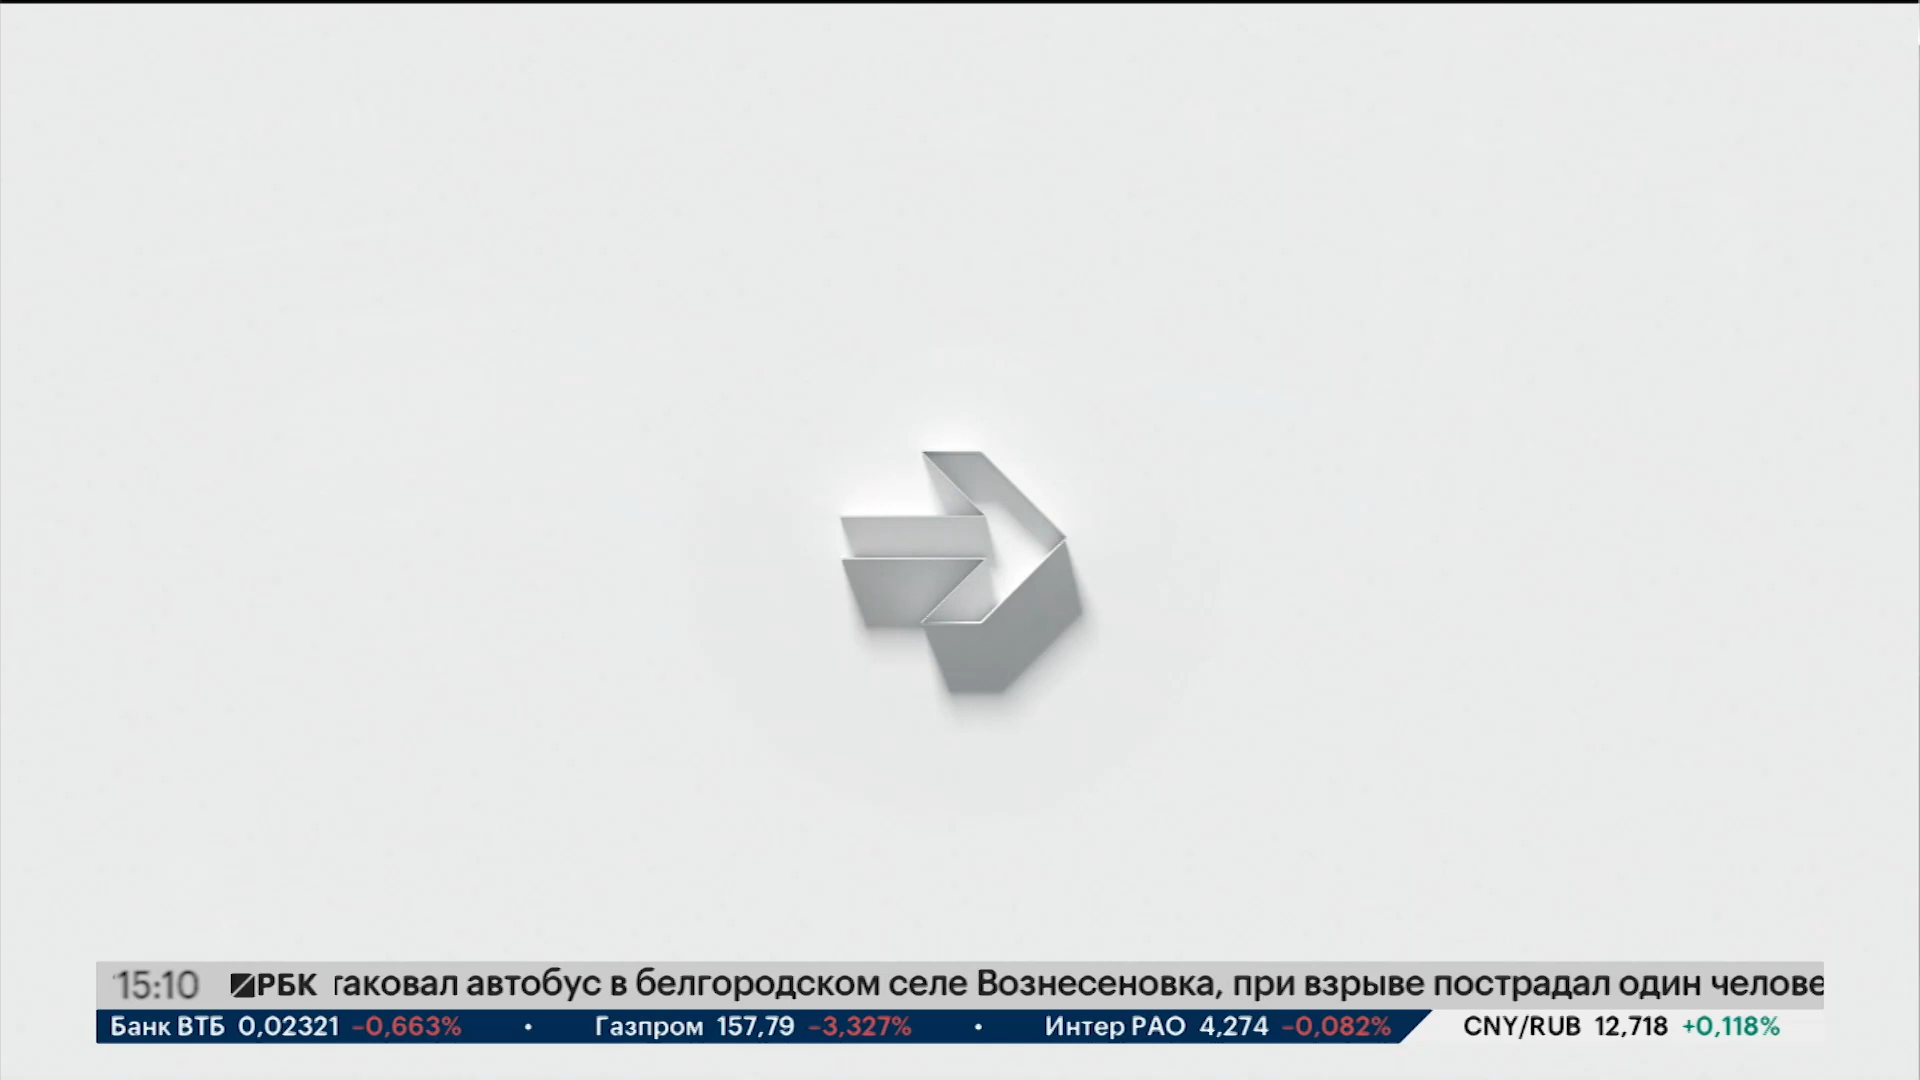 15:10 РБК таковал автобус в белгородском селе Вознесеновка, при взрыве пострадал один челове
Банк ВТБ 0,02321 −0,663% • Газпром 157,79 −3,327% • Интер РАО 4,274 −0,082% CNY/RUB 12,718 +0,118%